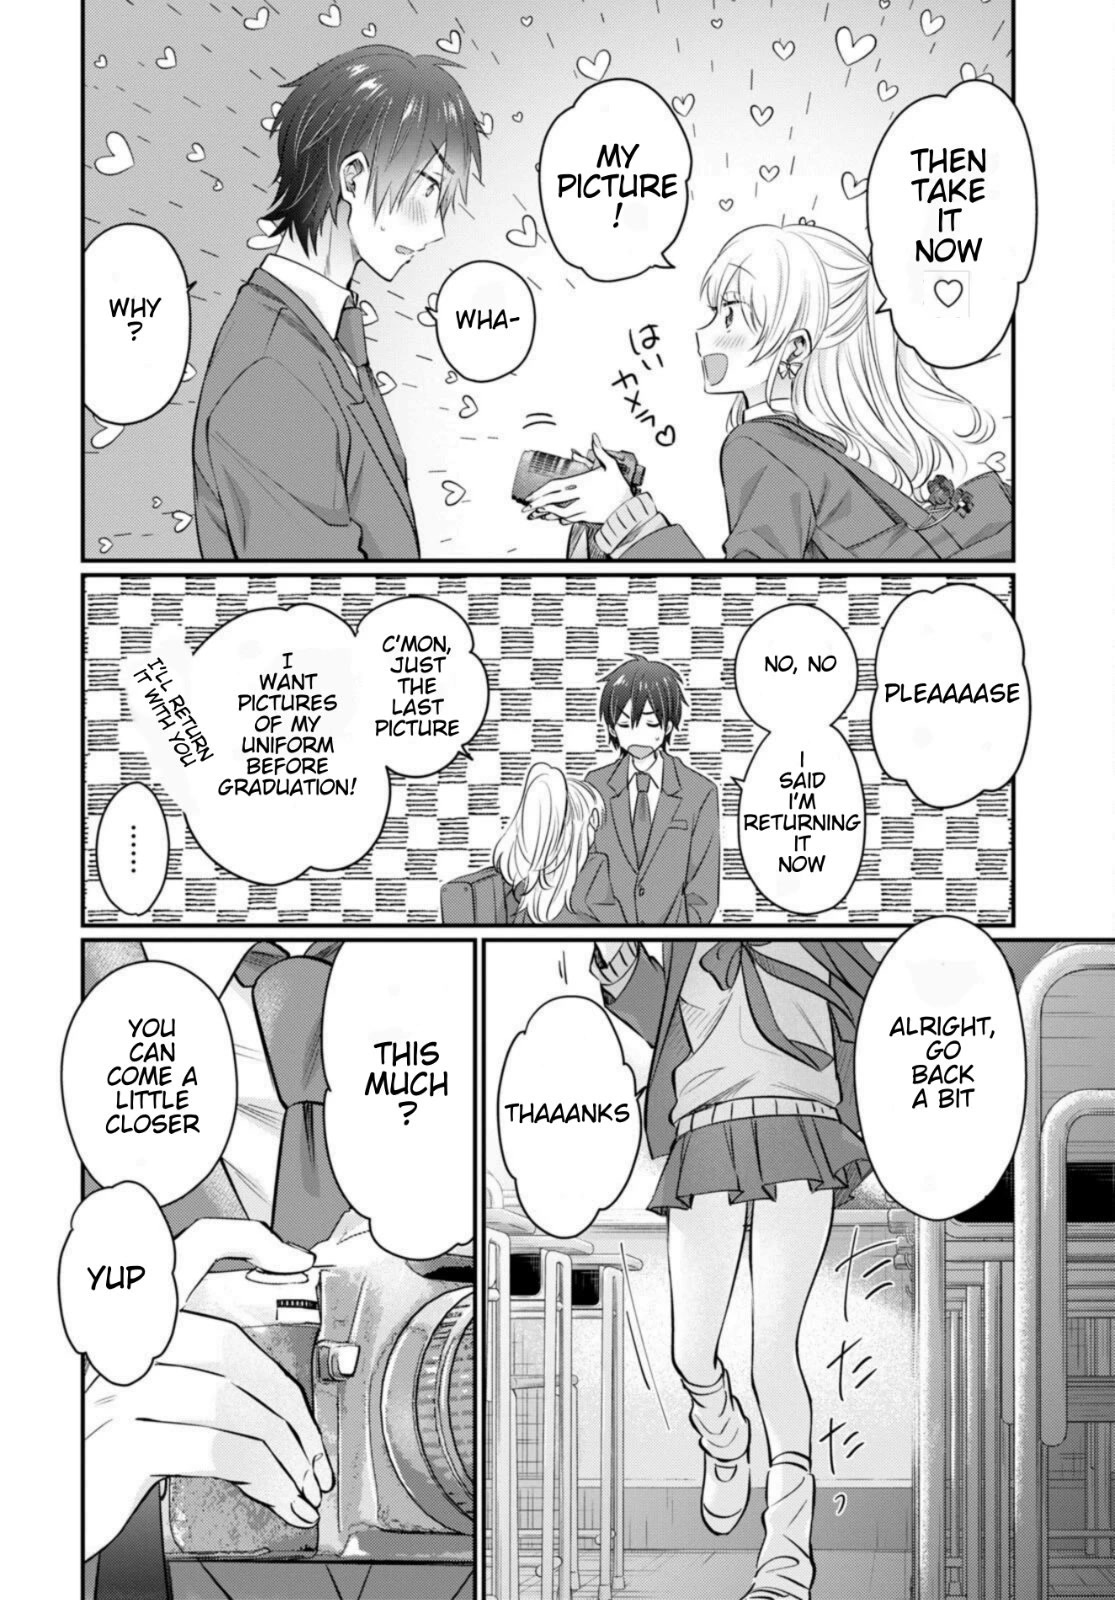 THEN
TAKE
IT
NOW
♡
MY
PICTURE
!
はい
カメラ♡
WHA-
WHY
?
PLEAAAASE
NO, NO
I
SAID
I'M
RETURNING
IT
NOW
C'MON,
JUST
THE
LAST
PICTURE
I
WANT
PICTURES
OF MY
UNIFORM
BEFORE
GRADUATION!
I'LL RETURN
IT WITH YOU
........
ALRIGHT,
GO
BACK
A BIT
THAAANKS
たた
たた
THIS
MUCH
?
YOU
CAN
COME A
LITTLE
CLOSER
YUP